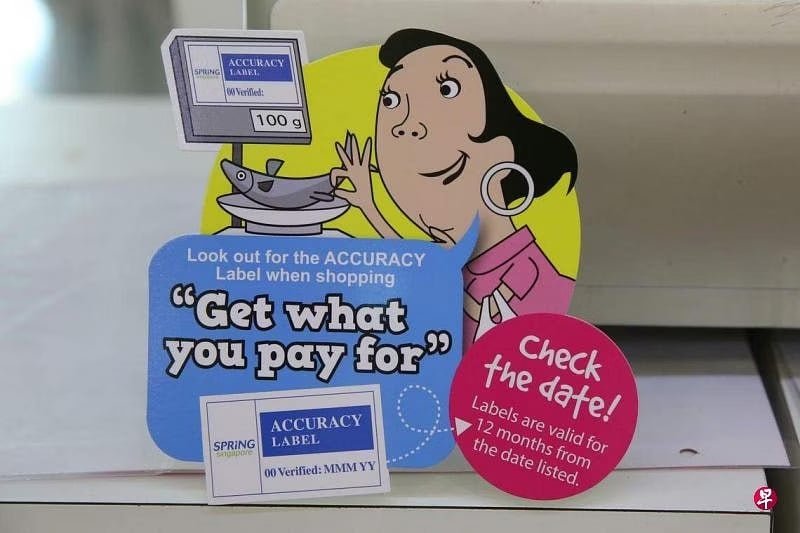 SPRING
singapore
ACCURACY
LABEL
00 Verified:
100 g
Look out for the ACCURACY
Label when shopping
“Get what
you pay for”
SPRING
singapore
ACCURACY
LABEL
00 Verified: MMM YY
Check
the date!
Labels are valid for
12 months from
the date listed.
早